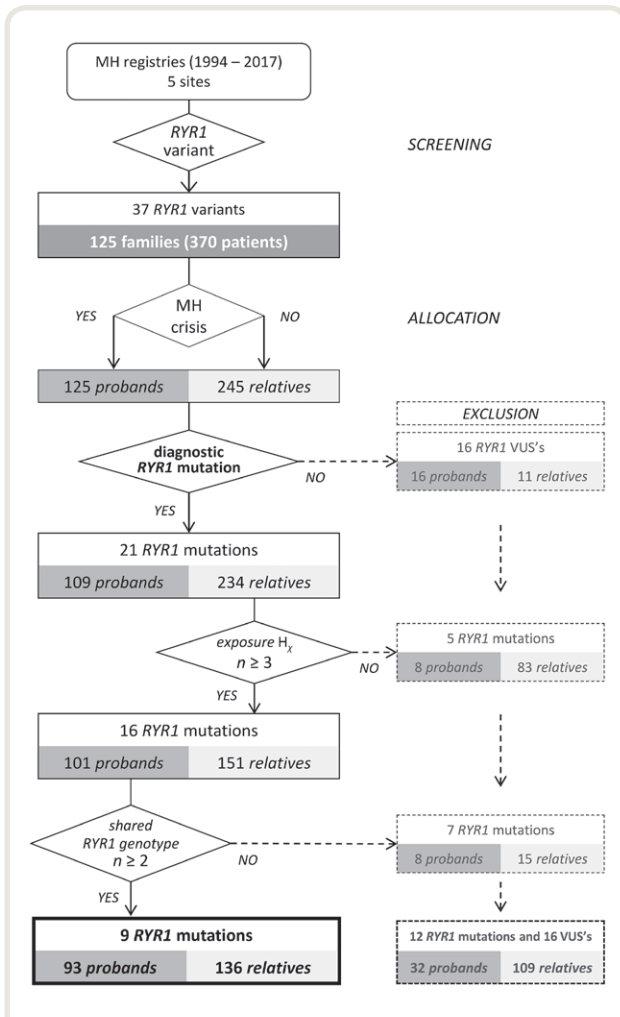 MH registries (1994 – 2017)
5 sites
RYR1
variant
SCREENING
37 RYR1 variants
125 families (370 patients)
YES
MH
crisis
NO
ALLOCATION
125 probands
245 relatives
EXCLUSION
diagnostic
RYR1 mutation
NO
16 RYR1 VUS's
16 probands
11 relatives
YES
21 RYR1 mutations
109 probands
234 relatives
exposure Hχ
n ≥ 3
NO
5 RYR1 mutations
8 probands
83 relatives
YES
16 RYR1 mutations
101 probands
151 relatives
shared
RYR1 genotype
n ≥ 2
NO
7 RYR1 mutations
8 probands
15 relatives
YES
9 RYR1 mutations
93 probands
136 relatives
12 RYR1 mutations and 16 VUS's
32 probands
109 relatives